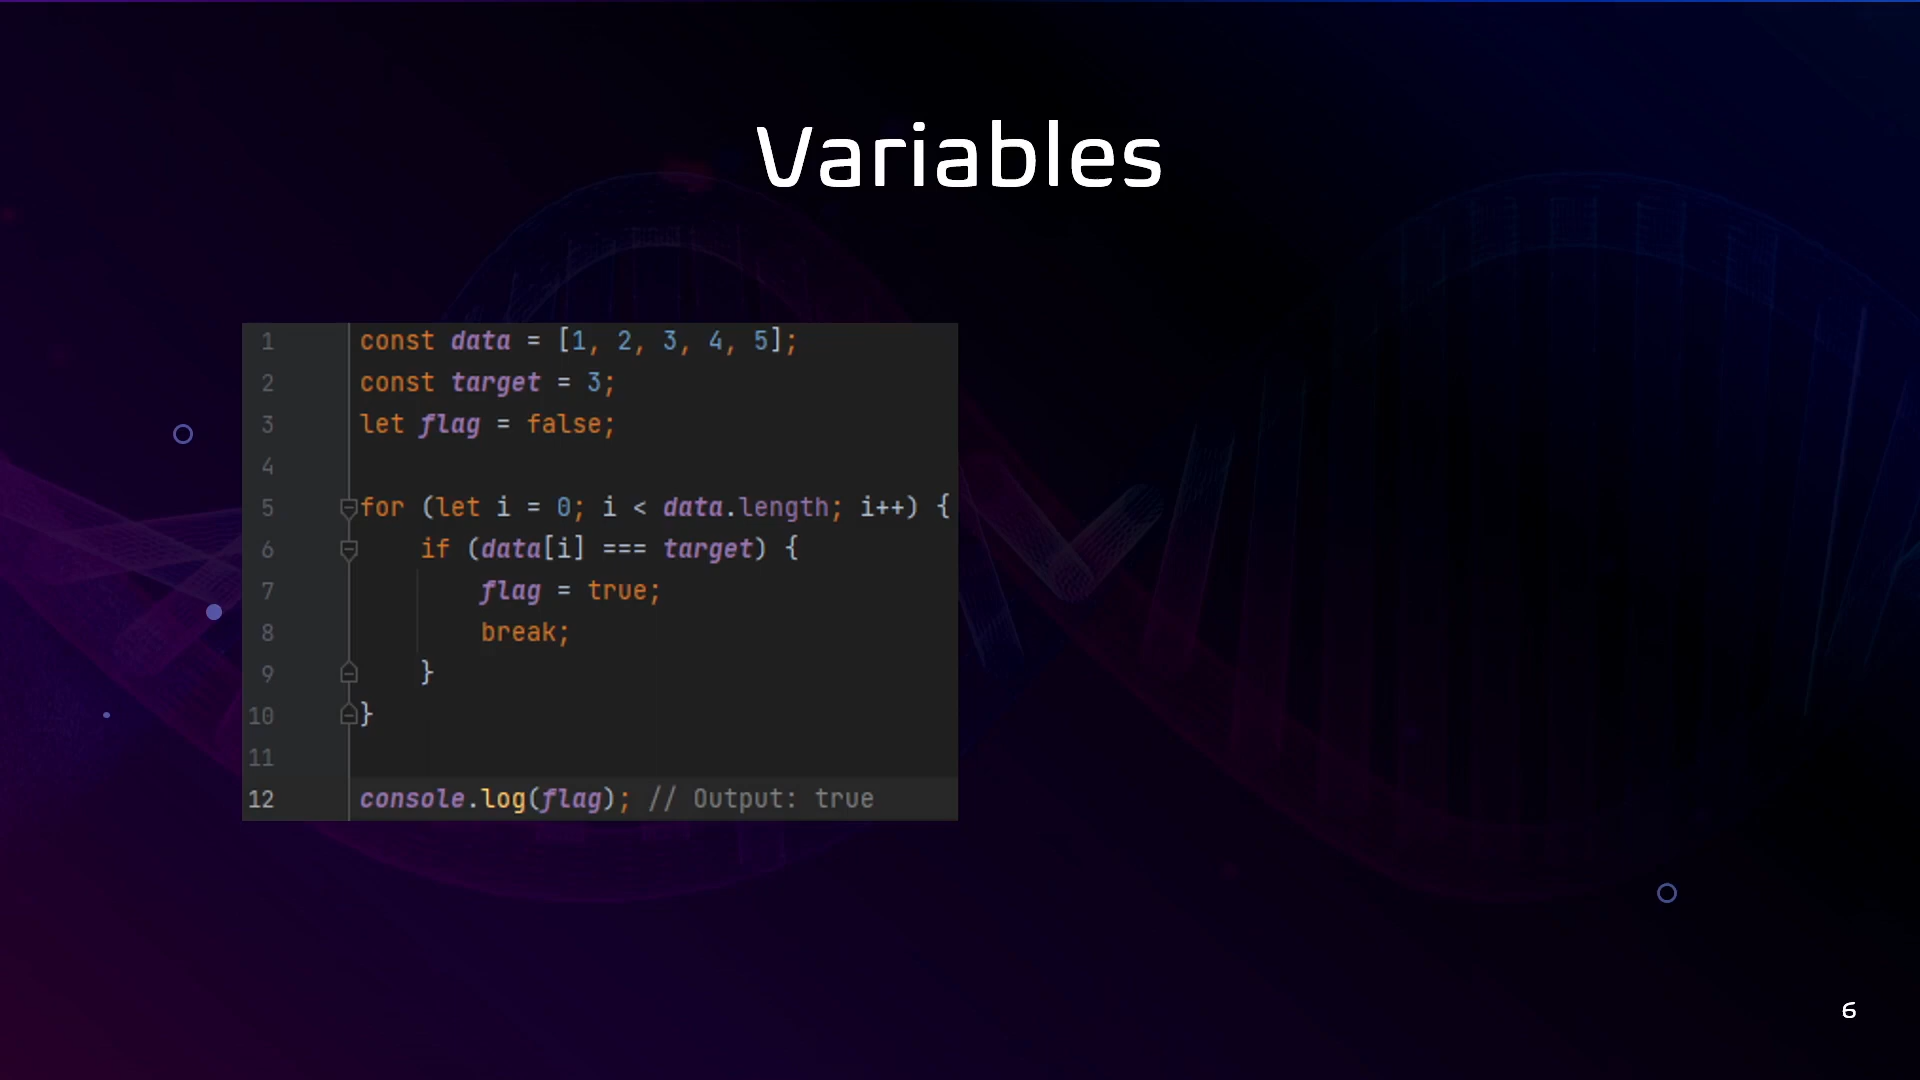 Variables
1 const data = [1, 2, 3, 4, 5];
2 const target = 3;
3 let flag = false;
4
5 for (let i = 0; i < data.length; i++) {
6     if (data[i] === target) {
7         flag = true;
8         break;
9     }
10 }
11
12 console.log(flag); // Output: true
6